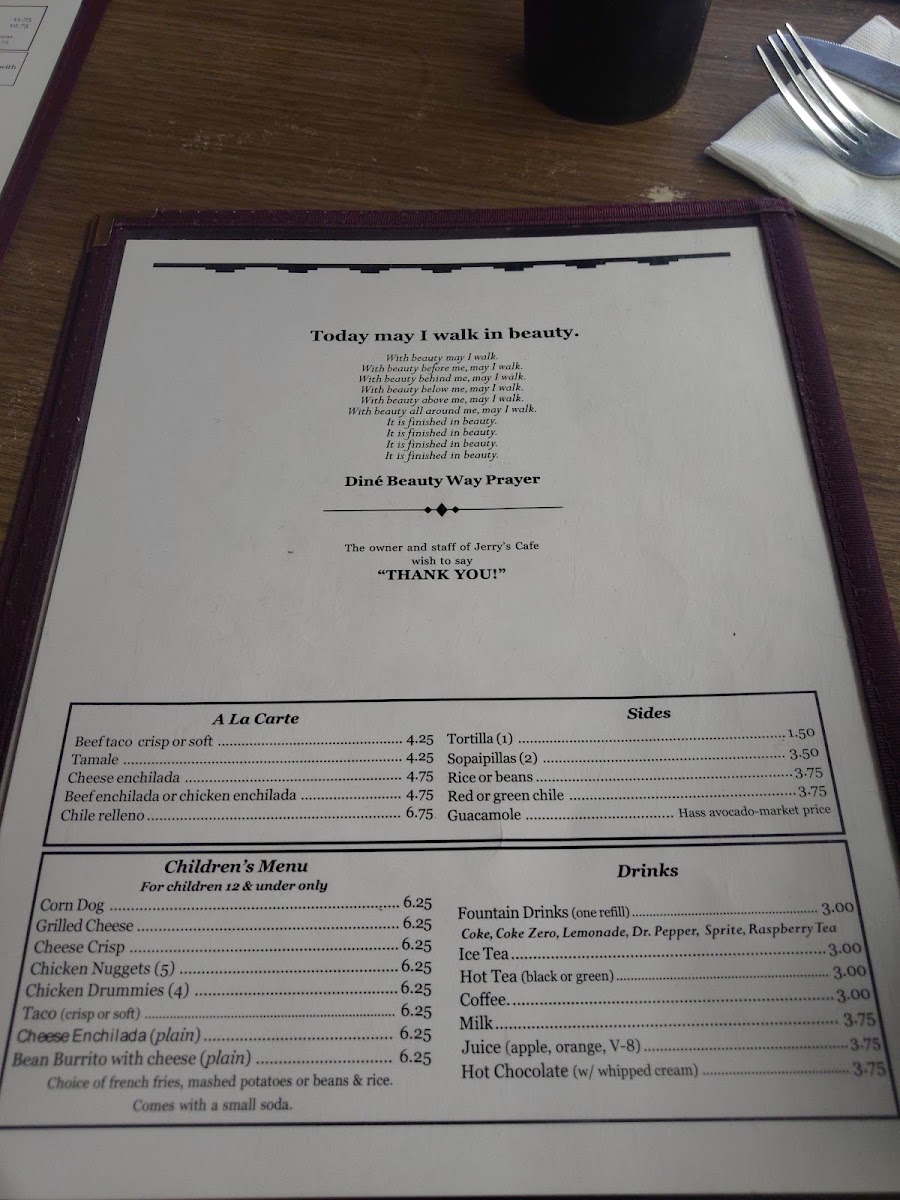 11.75
12.75
with
Today may I walk in beauty.
With beauty may I walk.
With beauty before me, may I walk.
With beauty behind me, may I walk.
With beauty below me, may I walk.
With beauty above me, may I walk.
With beauty all around me, may I walk.
It is finished in beauty.
It is finished in beauty.
It is finished in beauty.
It is finished in beauty.
Diné Beauty Way Prayer
The owner and staff of Jerry's Cafe
wish to say
“THANK YOU!”
A La Carte
Beef taco crisp or soft ........ 4.25
Tamale ........ 4.25
Cheese enchilada ........ 4.75
Beef enchilada or chicken enchilada ........ 4.75
Chile relleno ........ 6.75
Sides
Tortilla (1) ........ 1.50
Sopaipillas (2) ........ 3.50
Rice or beans ........ 3.75
Red or green chile ........ 3.75
Guacamole ........ Hass avocado-market price
Children's Menu
For children 12 & under only
Corn Dog ........ 6.25
Grilled Cheese ........ 6.25
Cheese Crisp ........ 6.25
Chicken Nuggets (5) ........ 6.25
Chicken Drummies (4) ........ 6.25
Taco (crisp or soft) ........ 6.25
Cheese Enchilada (plain) ........ 6.25
Bean Burrito with cheese (plain) ........ 6.25
Choice of french fries, mashed potatoes or beans & rice.
Comes with a small soda.
Drinks
Fountain Drinks (one refill) ........ 3.00
Coke, Coke Zero, Lemonade, Dr. Pepper, Sprite, Raspberry Tea
Ice Tea ........ 3.00
Hot Tea (black or green) ........ 3.00
Coffee ........ 3.00
Milk ........ 3.75
Juice (apple, orange, V-8) ........ 3.75
Hot Chocolate (w/ whipped cream) ........ 3.75